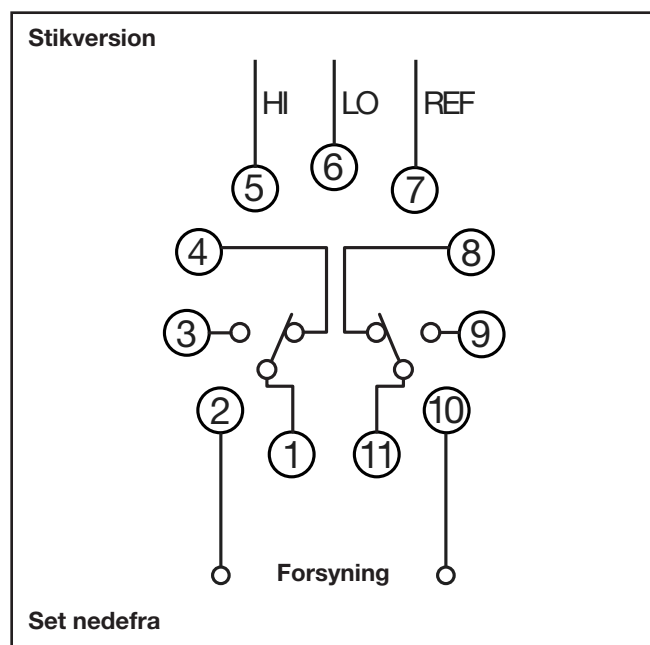 Stikversion
HI LO REF
5 6 7
4 8
3 9
2 10
1 11
Forsyning
Set nedefra